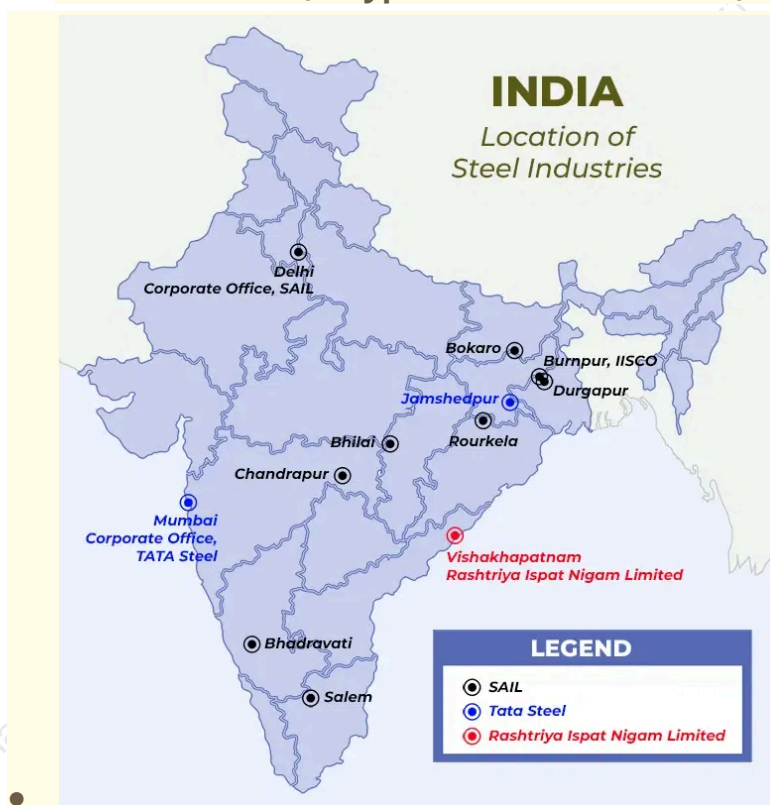 INDIA
Location of
Steel Industries
Delhi
Corporate Office, SAIL
Bokaro
Burnpur, IISCO
Durgapur
Jamshedpur
Rourkela
Bhilai
Chandrapur
Mumbai
Corporate Office,
TATA Steel
Vishakhapatnam
Rashtriya Ispat Nigam Limited
Bhadravati
Salem
LEGEND
SAIL
Tata Steel
Rashtriya Ispat Nigam Limited